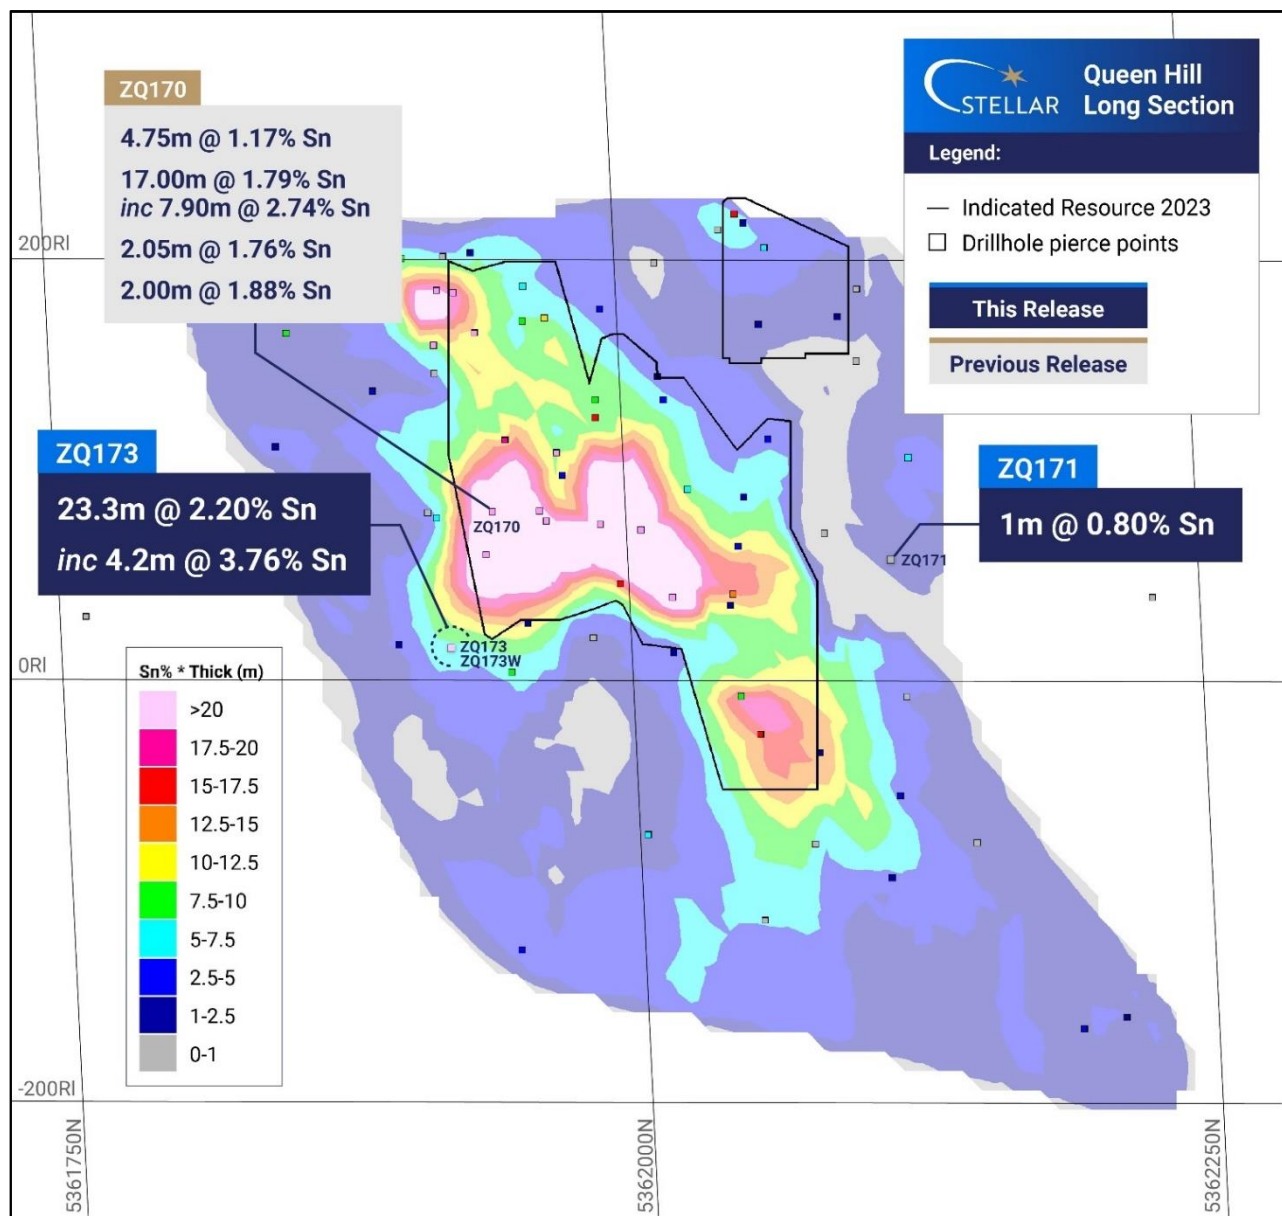 ZQ170
4.75m @ 1.17% Sn
17.00m @ 1.79% Sn
inc 7.90m @ 2.74% Sn
2.05m @ 1.76% Sn
2.00m @ 1.88% Sn
STELLAR
Queen Hill
Long Section
Legend:
Indicated Resource 2023
Drillhole pierce points
This Release
Previous Release
200Rl
ZQ173
23.3m @ 2.20% Sn
inc 4.2m @ 3.76% Sn
ZQ170
ZQ171
1m @ 0.80% Sn
ZQ171
ZQ173
ZQ173W
0Rl
Sn% * Thick (m)
>20
17.5-20
15-17.5
12.5-15
10-12.5
7.5-10
5-7.5
2.5-5
1-2.5
0-1
-200Rl
5361750N
5362000N
5362250N